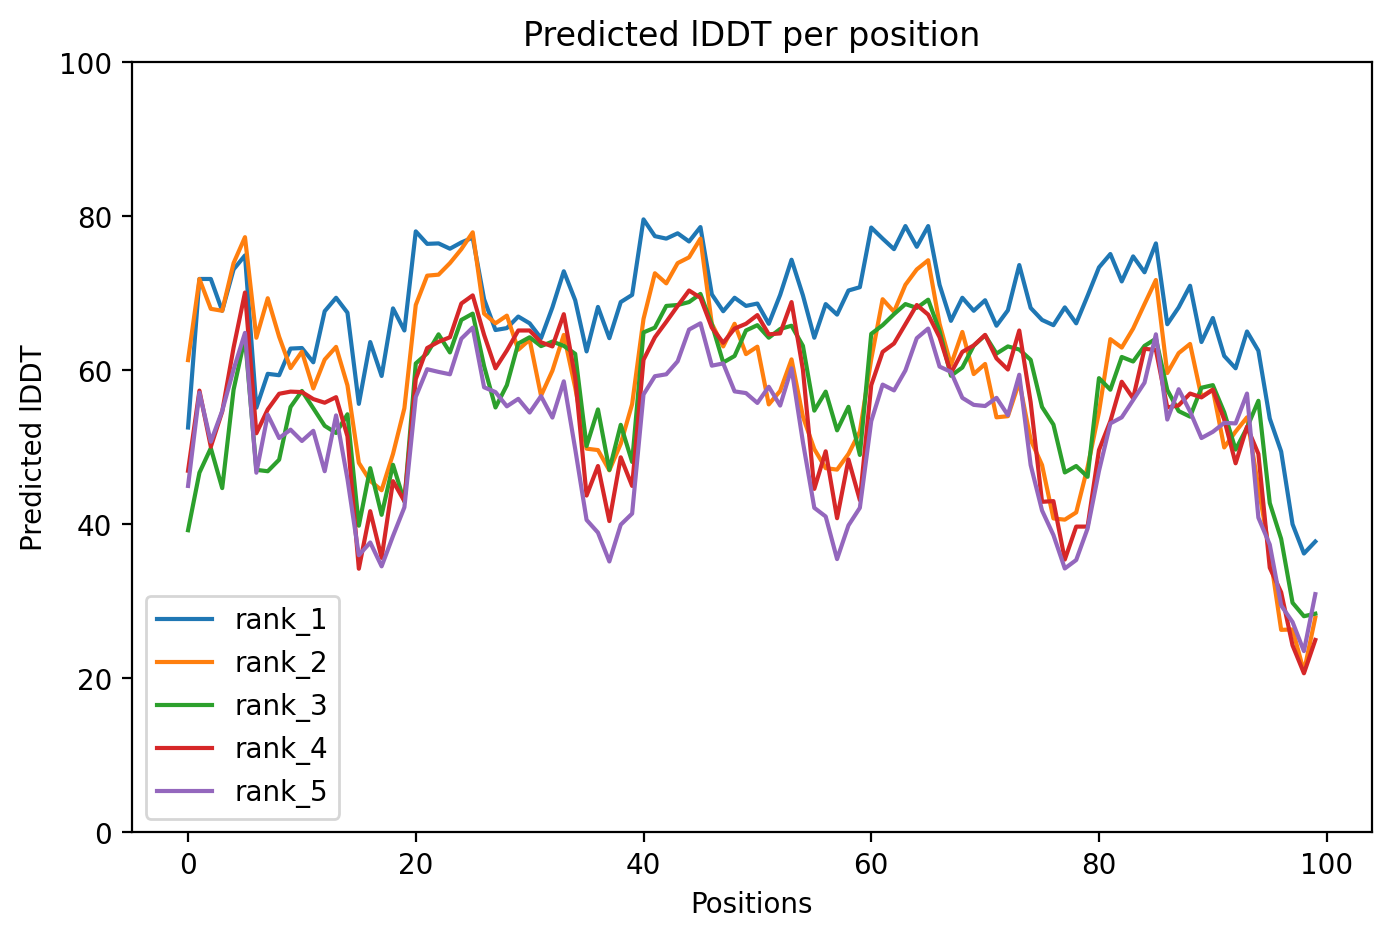 Predicted lDDT per position
100
80
60
40
20
0
Predicted lDDT
rank_1
rank_2
rank_3
rank_4
rank_5
0 20 40 60 80 100
Positions